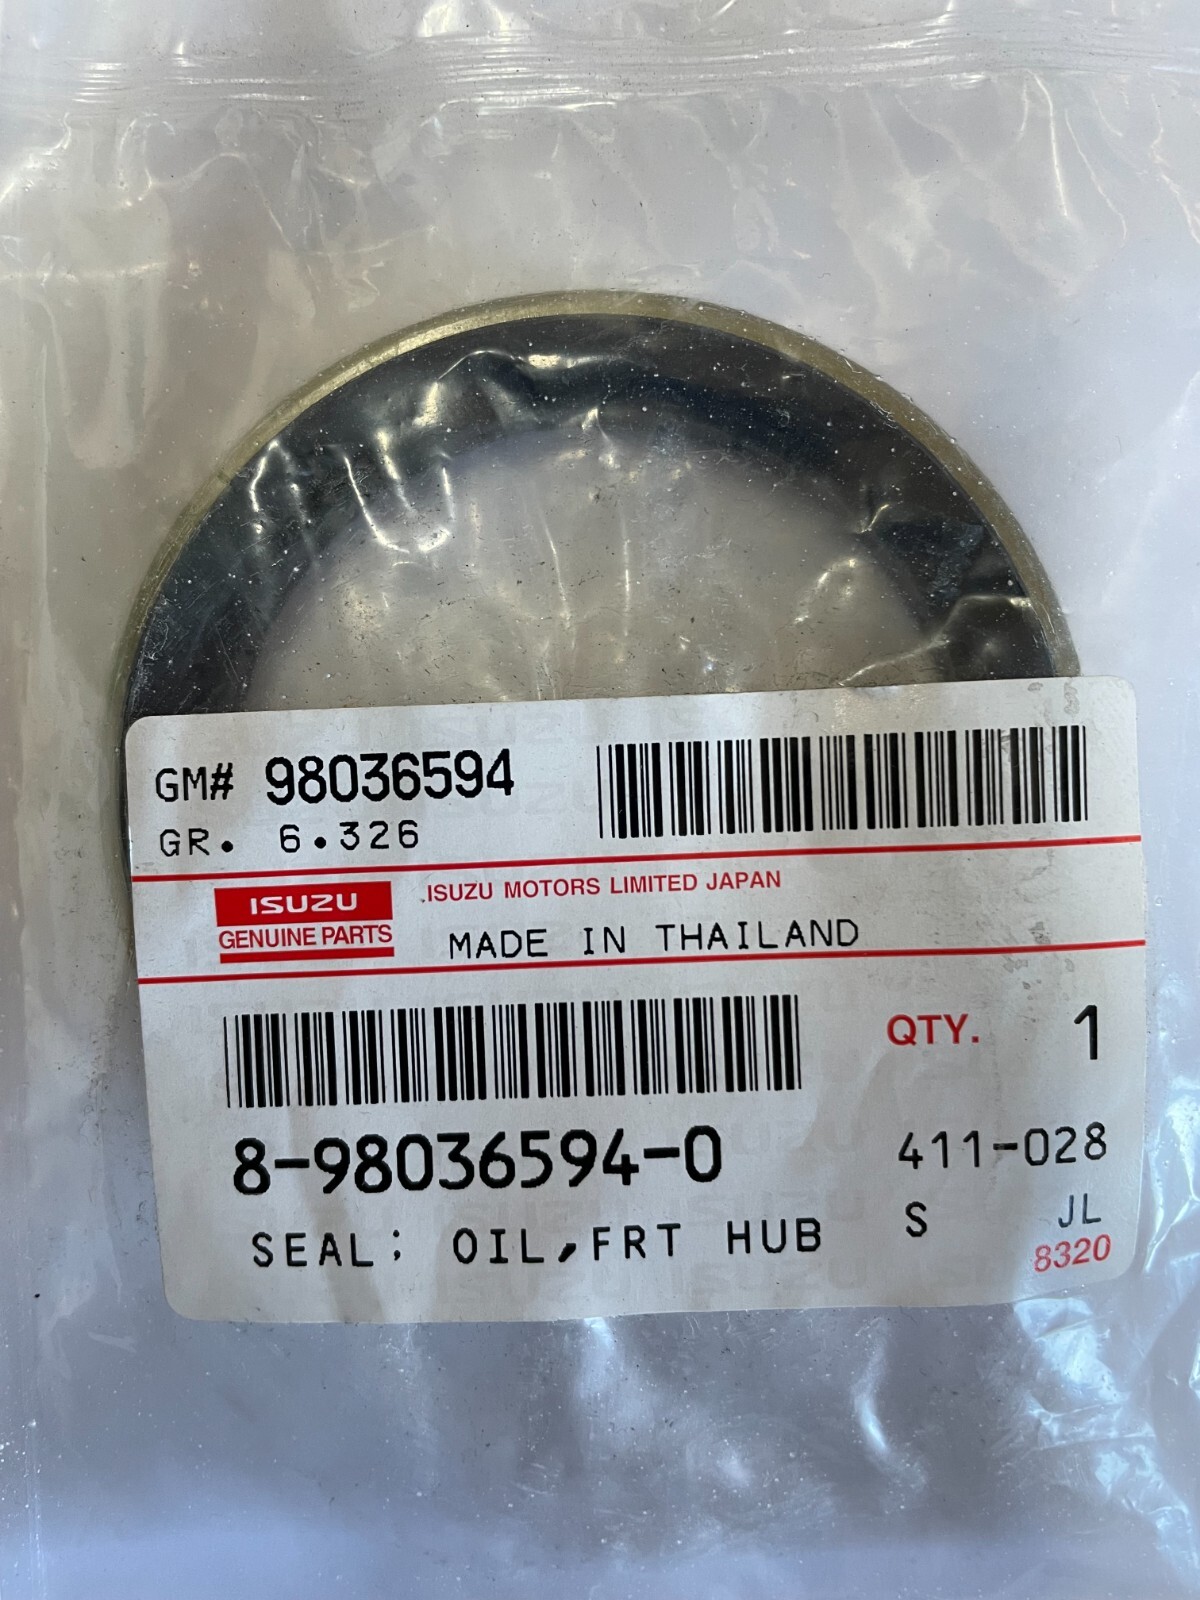 GM# 98036594
GR. 6.326
ISUZU
GENUINE PARTS
ISUZU MOTORS LIMITED JAPAN
MADE IN THAILAND
QTY. 1
8-98036594-0
411-028
SEAL; OIL,FRT HUB
S JL
8320